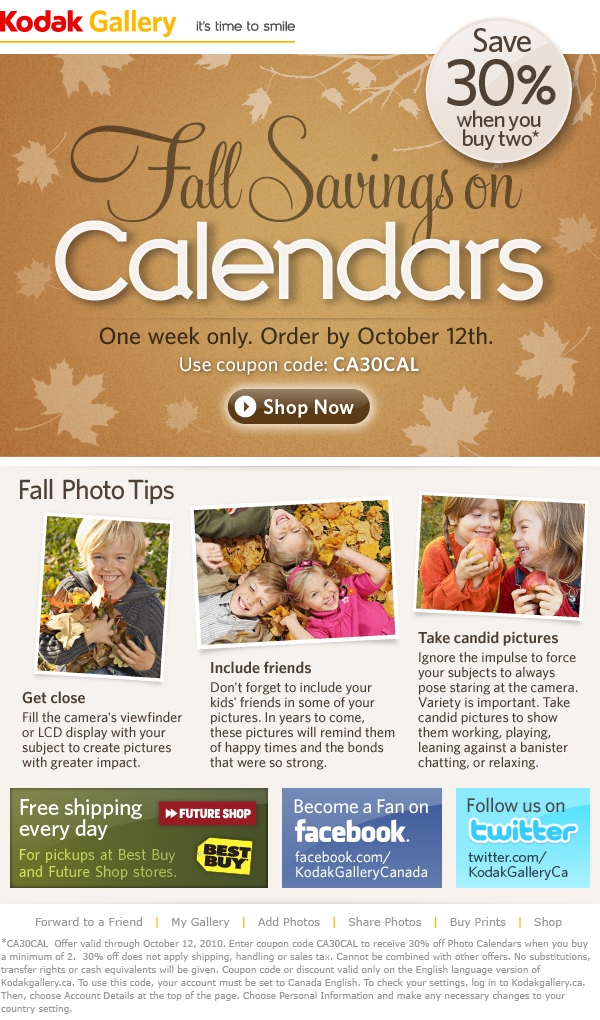 Kodak Gallery it's time to smile
Save
30%
when you
buy two*
Fall Savings on
Calendars
One week only. Order by October 12th.
Use coupon code: CA30CAL
Shop Now
Fall Photo Tips
Get close
Fill the camera's viewfinder
or LCD display with your
subject to create pictures
with greater impact.
Include friends
Don't forget to include your
kids' friends in some of your
pictures. In years to come,
these pictures will remind them
of happy times and the bonds
that were so strong.
Take candid pictures
Ignore the impulse to force
your subjects to always
pose staring at the camera.
Variety is important. Take
candid pictures to show
them working, playing,
leaning against a banister
chatting, or relaxing.
Free shipping
every day
For pickups at Best Buy
and Future Shop stores.
FUTURE SHOP
BEST
BUY
Become a Fan on
facebook.
facebook.com/
KodakGalleryCanada
Follow us on
twitter
twitter.com/
KodakGalleryCa
Forward to a Friend | My Gallery | Add Photos | Share Photos | Buy Prints | Shop
*CA30CAL Offer valid through October 12, 2010. Enter coupon code CA30CAL to receive 30% off Photo Calendars when you buy
a minimum of 2. 30% off does not apply shipping, handling or sales tax. Cannot be combined with other offers. No substitutions,
transfer rights or cash equivalents will be given. Coupon code or discount valid only on the English language version of
Kodakgallery.ca. To use this code, your account must be set to Canada English. To check your settings, log in to Kodakgallery.ca.
Then, choose Account Details at the top of the page. Choose Personal Information and make any necessary changes to your
country setting.